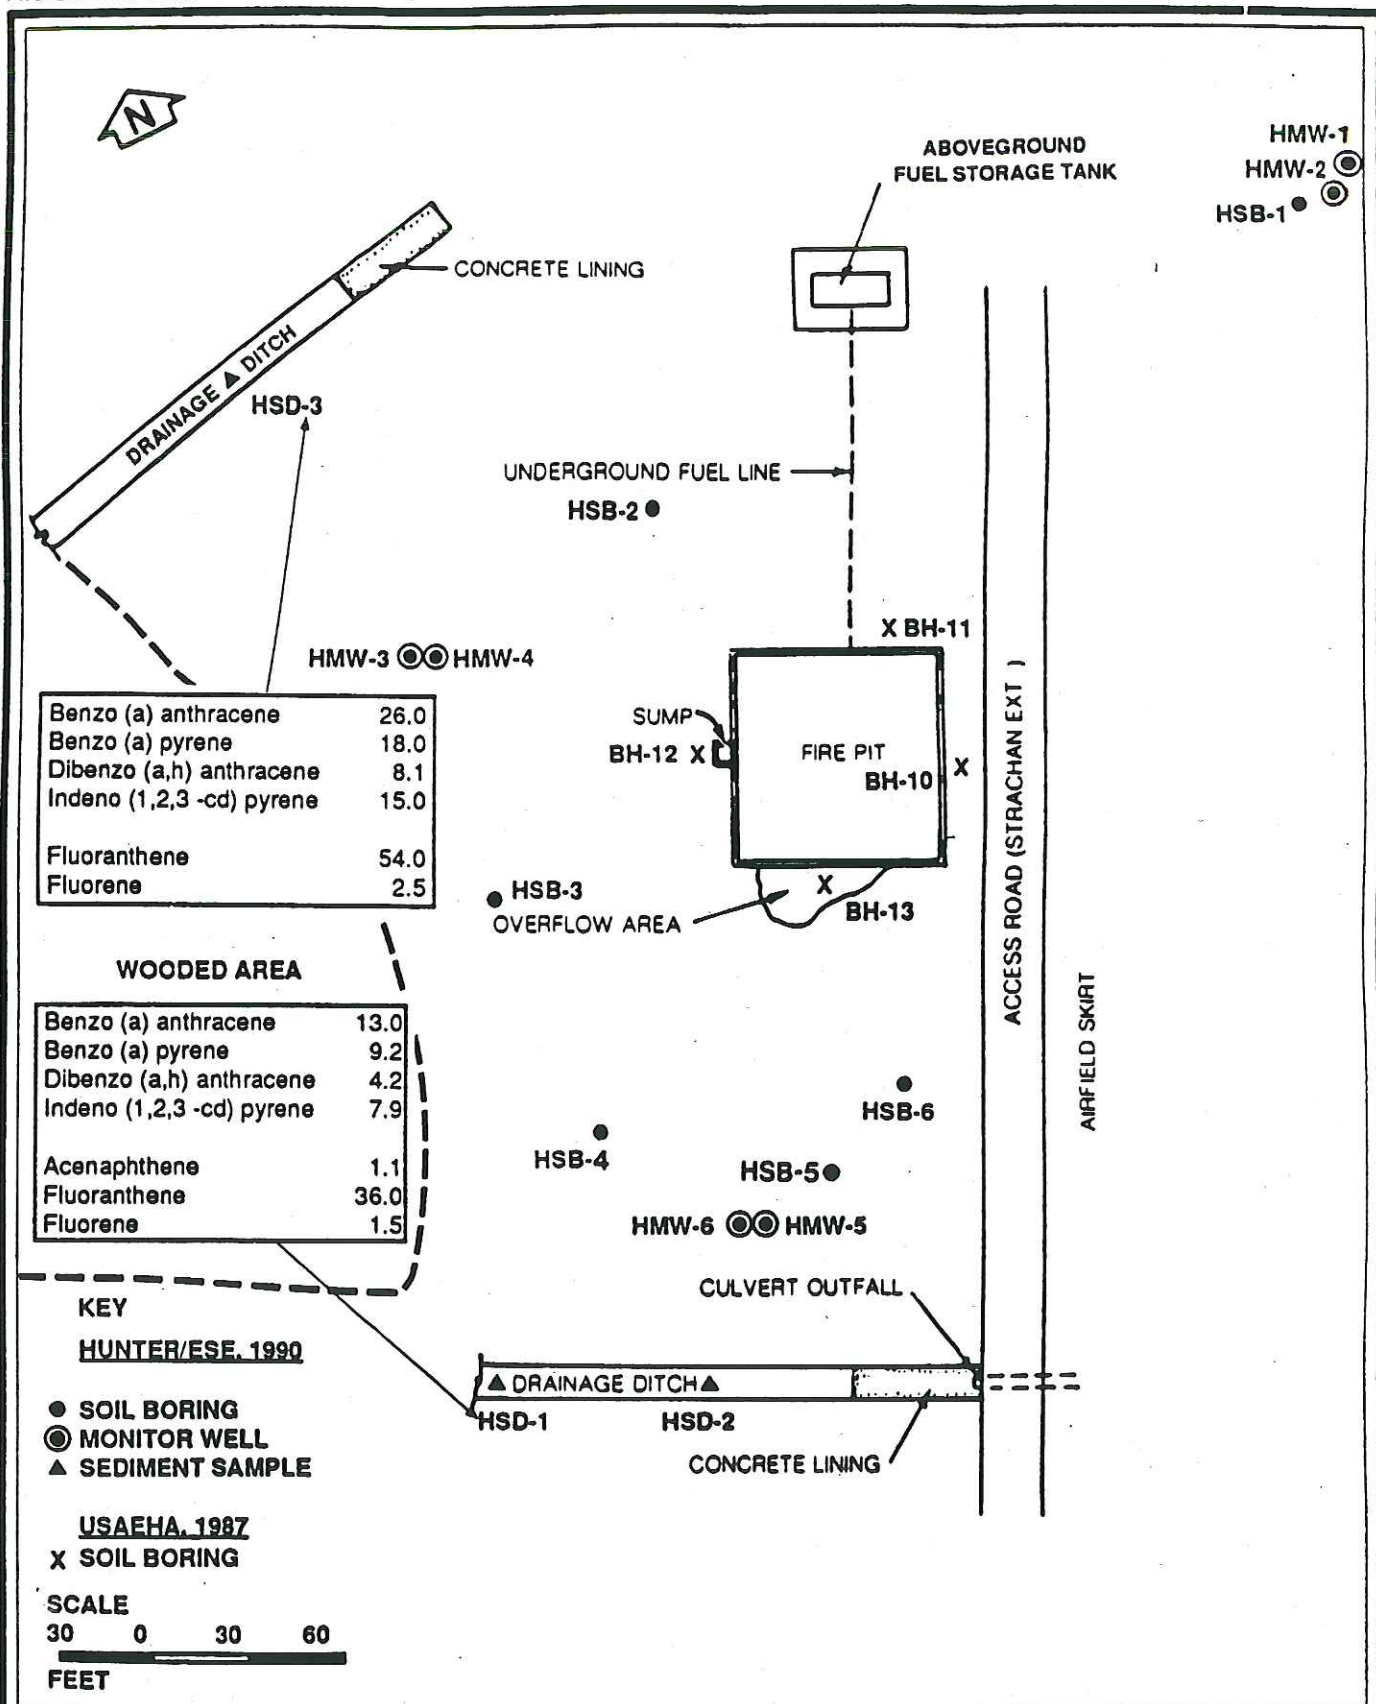 N
ABOVEGROUND
FUEL STORAGE TANK
HMW-1
HMW-2
HSB-1
CONCRETE LINING
DRAINAGE DITCH
HSD-3
UNDERGROUND FUEL LINE
HSB-2
X BH-11
HMW-3 HMW-4
Benzo (a) anthracene 26.0
Benzo (a) pyrene 18.0
Dibenzo (a,h) anthracene 8.1
Indeno (1,2,3 -cd) pyrene 15.0
Fluoranthene 54.0
Fluorene 2.5
SUMP
BH-12 X
FIRE PIT
BH-10 X
ACCESS ROAD (STRACHAN EXT )
HSB-3
OVERFLOW AREA
X
BH-13
AIRFIELD SKIRT
WOODED AREA
Benzo (a) anthracene 13.0
Benzo (a) pyrene 9.2
Dibenzo (a,h) anthracene 4.2
Indeno (1,2,3 -cd) pyrene 7.9
Acenaphthene 1.1
Fluoranthene 36.0
Fluorene 1.5
HSB-6
HSB-4
HSB-5
HMW-6 HMW-5
CULVERT OUTFALL
DRAINAGE DITCH
HSD-1 HSD-2
CONCRETE LINING
KEY
HUNTER/ESE, 1990
SOIL BORING
MONITOR WELL
SEDIMENT SAMPLE
USAEHA, 1987
X SOIL BORING
SCALE
30 0 30 60
FEET